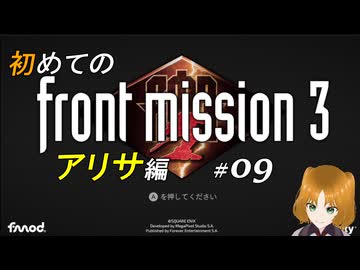 初めての
front mission 3
アリサ編 #09
Aを押してください
©SQUARE ENIX
Developed by MegaPixel Studio S.A.
Published by Forever Entertainment S.A.
fmod.